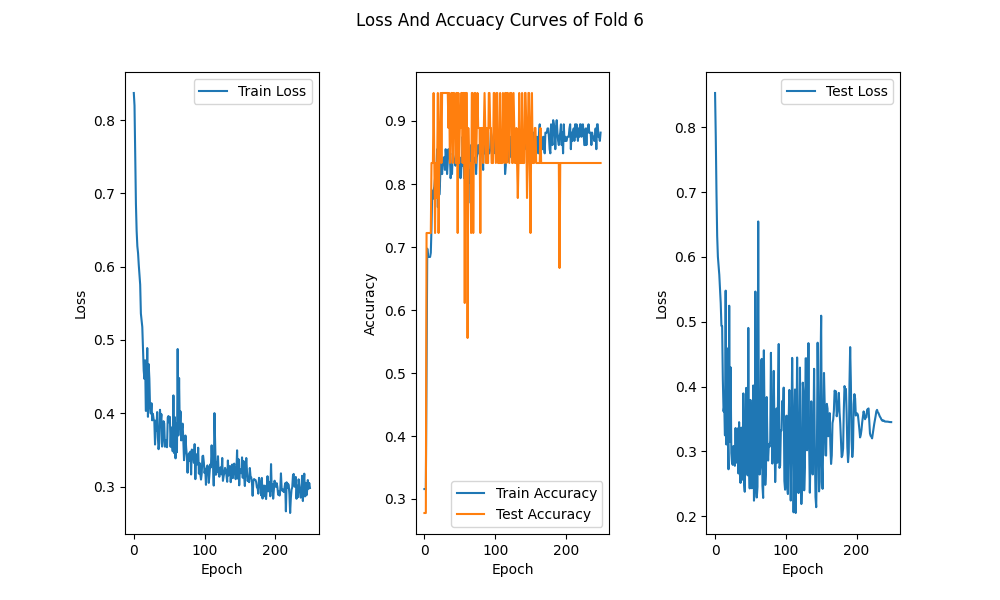 Loss And Accuacy Curves of Fold 6
Train Loss
0.8
0.7
0.6
0.5
0.4
0.3
Loss
0
100
200
Epoch
0.9
0.8
0.7
0.6
0.5
0.4
0.3
Accuracy
Train Accuracy
Test Accuracy
0
100
200
Epoch
Test Loss
0.8
0.7
0.6
0.5
0.4
0.3
0.2
Loss
0
100
200
Epoch